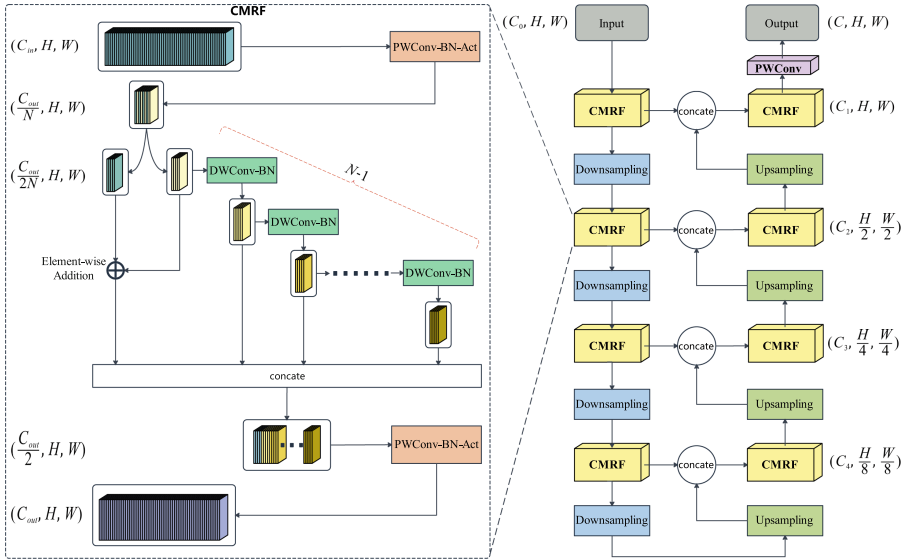 CMRF
(C_in, H, W)
PWConv-BN-Act
(C_out/N, H, W)
(C_out/2N, H, W)
DWConv-BN
N-1
DWConv-BN
Element-wise
Addition
DWConv-BN
concate
(C_out/2, H, W)
PWConv-BN-Act
(C_out, H, W)
(C_0, H, W)
Input
Output
(C, H, W)
PWConv
CMRF
concate
CMRF
(C_1, H, W)
Downsampling
Upsampling
CMRF
concate
CMRF
(C_2, H/2, W/2)
Downsampling
Upsampling
CMRF
concate
CMRF
(C_3, H/4, W/4)
Downsampling
Upsampling
CMRF
concate
CMRF
(C_4, H/8, W/8)
Downsampling
Upsampling